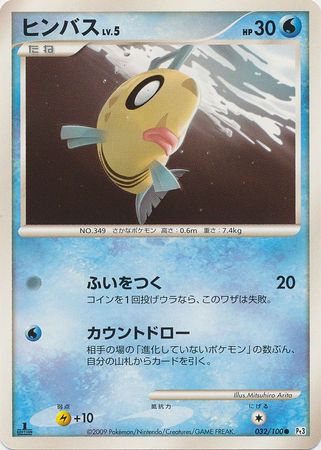 ヒンバス LV.5 HP 30
たね
NO.349 さかなポケモン 高さ：0.6m 重さ：7.4kg
ふいをつく 20
コインを1回投げウラなら、このワザは失敗。
カウントドロー
相手の場の「進化していないポケモン」の数ぶん、
自分の山札からカードを引く。
Illus.Mitsuhiro Arita
弱点 抵抗力 にげる
+10
1 EDITION ©2009 Pokémon/Nintendo/Creatures/GAME FREAK. 032/100 Pt3